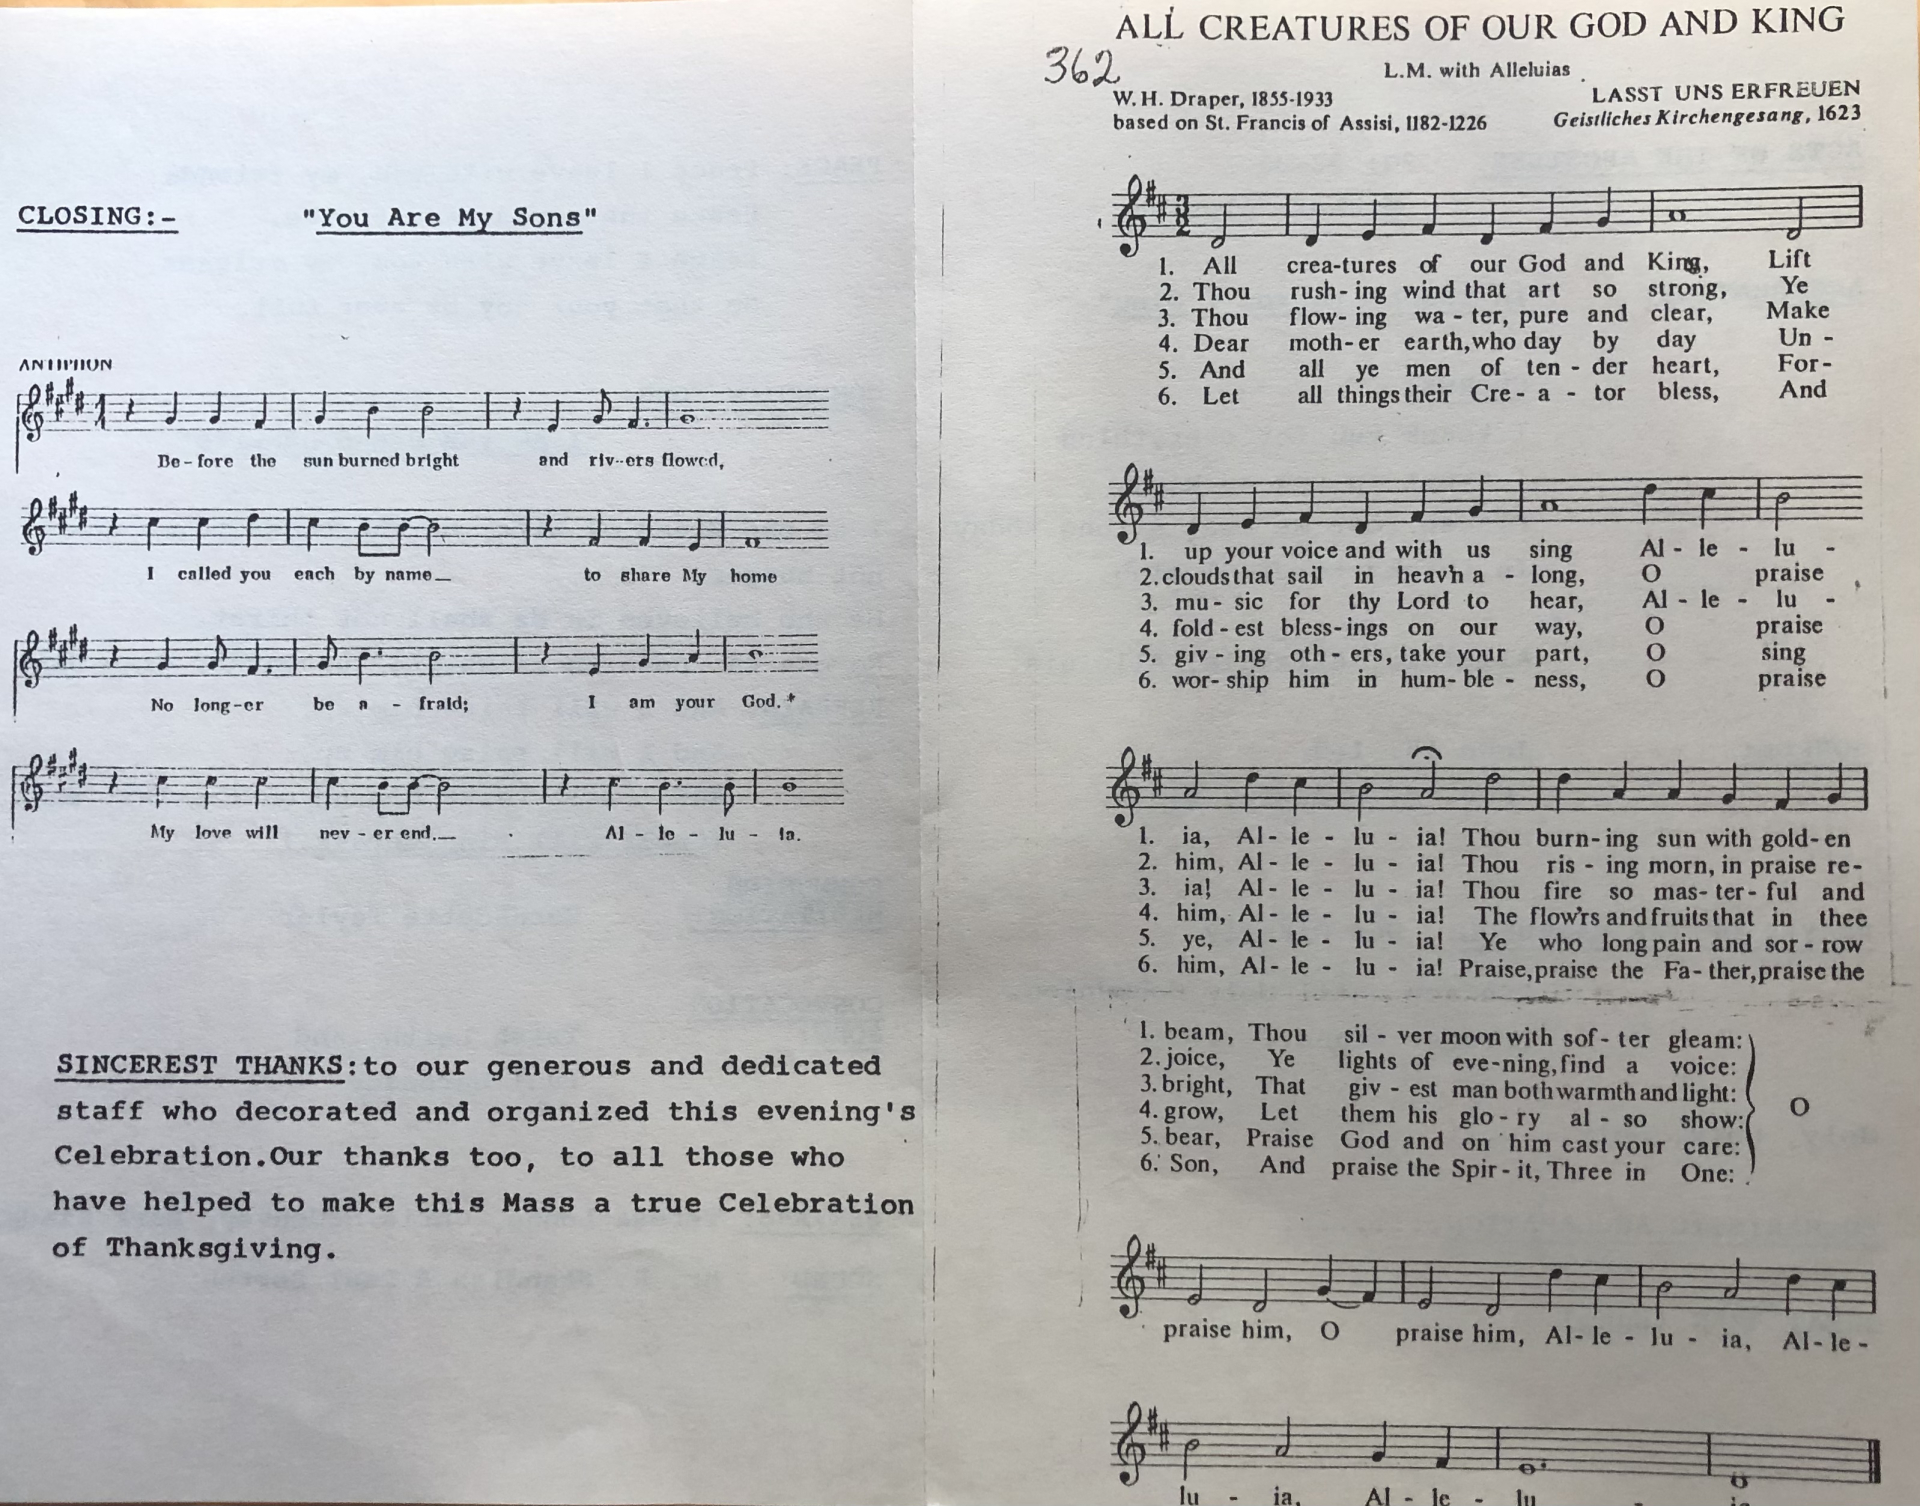 CLOSING:- "You Are My Sons"
ANTIPHON
Be-fore the sun burned bright and riv-ers flowed,
I called you each by name to share My home
No long-er be a - fraid; I am your God.*
My love will nev - er end. Al - le - lu - ia.
SINCEREST THANKS:to our generous and dedicated
staff who decorated and organized this evening's
Celebration.Our thanks too, to all those who
have helped to make this Mass a true Celebration
of Thanksgiving.
ALL CREATURES OF OUR GOD AND KING
362
L.M. with Alleluias
W. H. Draper, 1855-1933
LASST UNS ERFREUEN
based on St. Francis of Assisi, 1182-1226
Geistliches Kirchengesang, 1623
1. All crea-tures of our God and King, Lift
2. Thou rush- ing wind that art so strong, Ye
3. Thou flow- ing wa - ter, pure and clear, Make
4. Dear moth- er earth, who day by day Un -
5. And all ye men of ten - der heart, For-
6. Let all things their Cre - a - tor bless, And
1. up your voice and with us sing Al - le - lu -
2. clouds that sail in heav'n a - long, O praise
3. mu - sic for thy Lord to hear, Al - le - lu -
4. fold - est bless-ings on our way, O praise
5. giv - ing oth - ers, take your part, O sing
6. wor- ship him in hum- ble - ness, O praise
1. ia, Al - le - lu - ia! Thou burn- ing sun with gold- en
2. him, Al - le - lu - ia! Thou ris - ing morn, in praise re-
3. ia! Al - le - lu - ia! Thou fire so mas- ter- ful and
4. him, Al - le - lu - ia! The flow'rs and fruits that in thee
5. ye, Al - le - lu - ia! Ye who long pain and sor - row
6. him, Al - le - lu - ia! Praise, praise the Fa- ther, praise the
1. beam, Thou sil - ver moon with sof - ter gleam:
2. joice, Ye lights of eve-ning, find a voice:
3. bright, That giv - est man both warmth and light:
4. grow, Let them his glo - ry al - so show:
5. bear, Praise God and on him cast your care:
6. Son, And praise the Spir - it, Three in One:
O
praise him, O praise him, Al- le - lu - ia, Al- le -
lu - ia, Al - le - lu - ia.